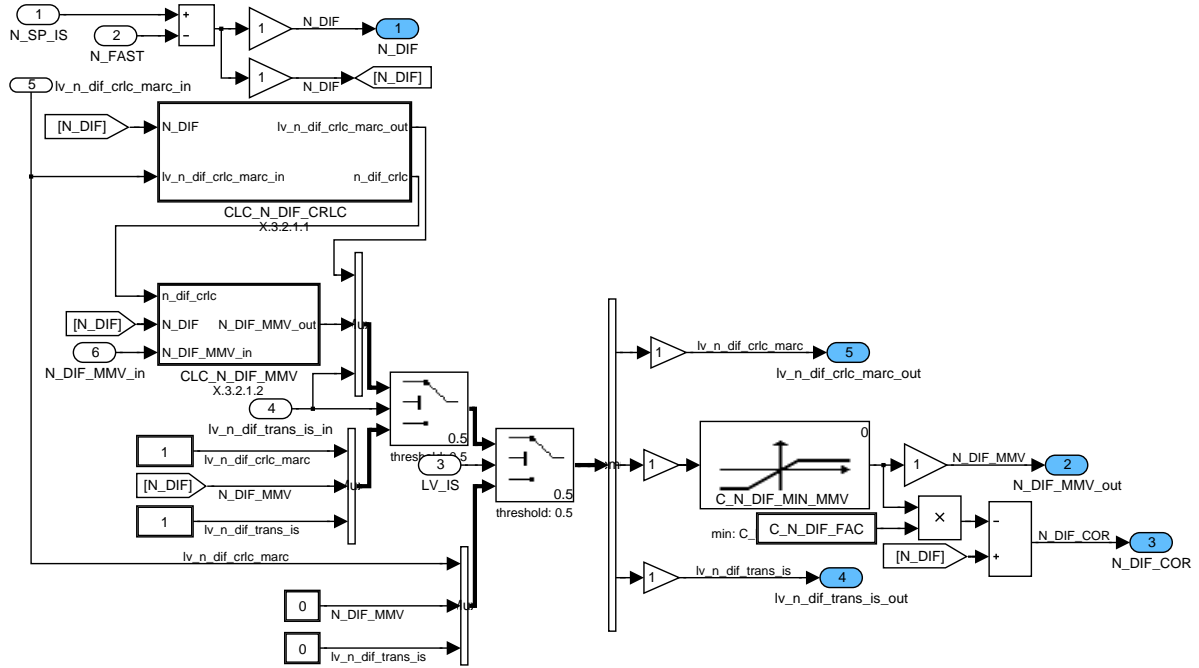 1
N_SP_IS
+
−
2
N_FAST
1
N_DIF
1
N_DIF
1
N_DIF
[N_DIF]
5
lv_n_dif_crlc_marc_in
[N_DIF]
N_DIF
lv_n_dif_crlc_marc_out
lv_n_dif_crlc_marc_in
n_dif_crlc
CLC_N_DIF_CRLC
X.3.2.1.1
n_dif_crlc
[N_DIF]
N_DIF
N_DIF_MMV_out
6
N_DIF_MMV_in
N_DIF_MMV_in
CLC_N_DIF_MMV
X.3.2.1.2
4
lv_n_dif_trans_is_in
1
lv_n_dif_crlc_marc
[N_DIF]
N_DIF_MMV
1
lv_n_dif_trans_is
0.5
3
LV_IS
0.5
threshold: 0.5
lv_n_dif_crlc_marc
0
N_DIF_MMV
0
lv_n_dif_trans_is
1
lv_n_dif_crlc_marc
5
lv_n_dif_crlc_marc_out
1
0
C_N_DIF_MIN_MMV
1
N_DIF_MMV
2
N_DIF_MMV_out
min: C_
C_N_DIF_FAC
×
[N_DIF]
−
+
N_DIF_COR
3
N_DIF_COR
1
lv_n_dif_trans_is
4
lv_n_dif_trans_is_out